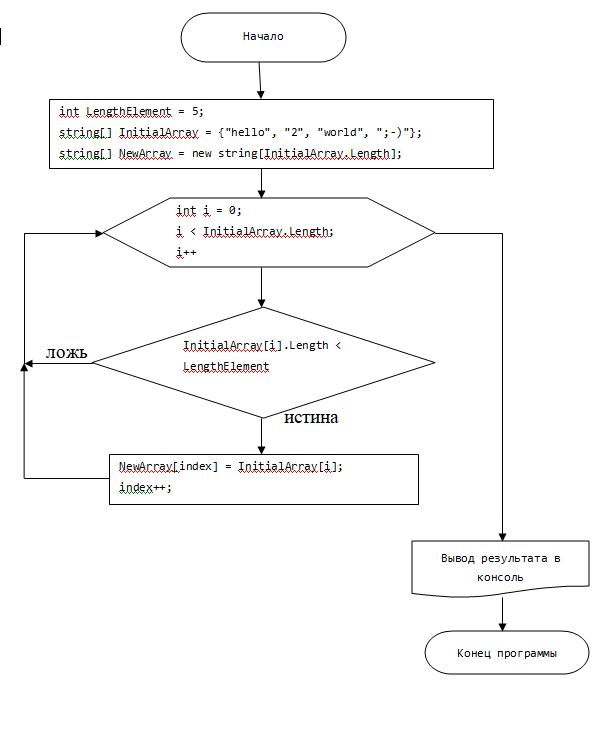 Начало
int LengthElement = 5;
string[] InitialArray = {"hello", "2", "world", ";-)"};
string[] NewArray = new string[InitialArray.Length];
int i = 0;
i < InitialArray.Length;
i++
InitialArray[i].Length <
LengthElement
ложь
истина
NewArray[index] = InitialArray[i];
index++;
Вывод результата в
консоль
Конец программы